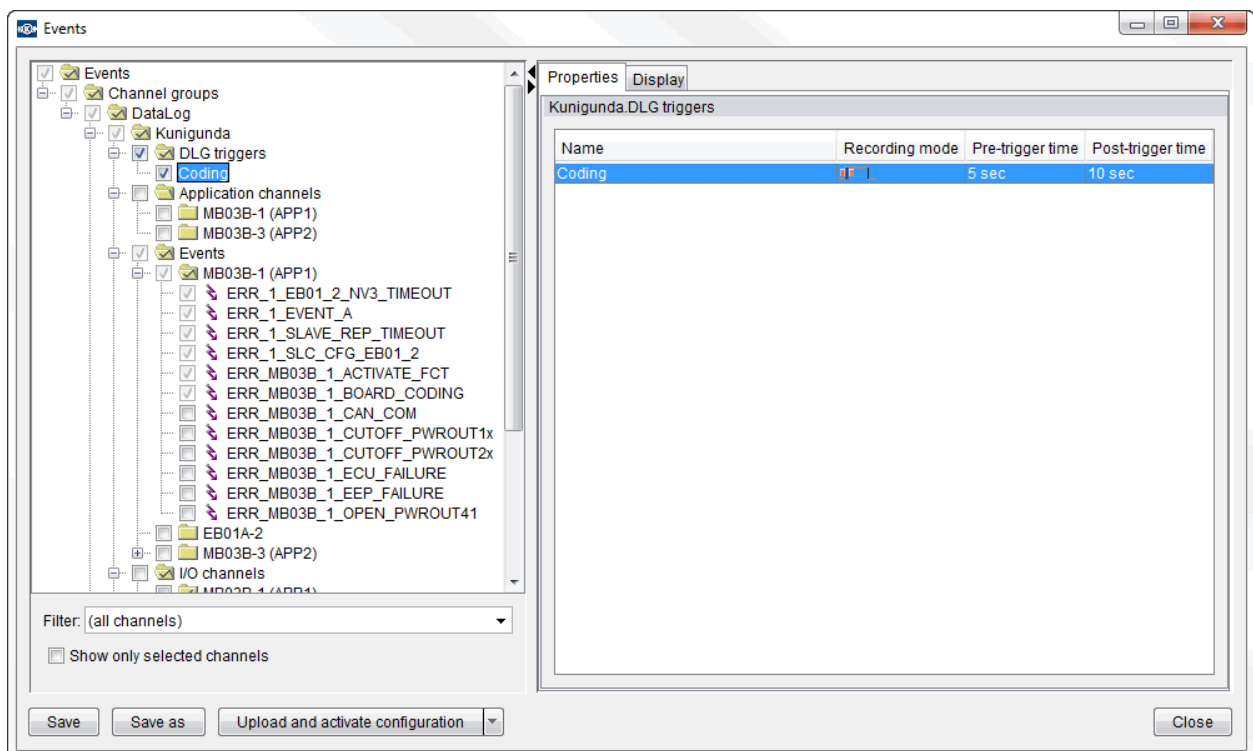 Events
Events
Channel groups
DataLog
Kunigunda
DLG triggers
Coding
Application channels
MB03B-1 (APP1)
MB03B-3 (APP2)
Events
MB03B-1 (APP1)
ERR_1_EB01_2_NV3_TIMEOUT
ERR_1_EVENT_A
ERR_1_SLAVE_REP_TIMEOUT
ERR_1_SLC_CFG_EB01_2
ERR_MB03B_1_ACTIVATE_FCT
ERR_MB03B_1_BOARD_CODING
ERR_MB03B_1_CAN_COM
ERR_MB03B_1_CUTOFF_PWROUT1x
ERR_MB03B_1_CUTOFF_PWROUT2x
ERR_MB03B_1_ECU_FAILURE
ERR_MB03B_1_EEP_FAILURE
ERR_MB03B_1_OPEN_PWROUT41
EB01A-2
MB03B-3 (APP2)
I/O channels
MB03B-1 (APP1)
Filter: (all channels)
Show only selected channels
Properties Display
Kunigunda.DLG triggers
Name Recording mode Pre-trigger time Post-trigger time
Coding 5 sec 10 sec
Save Save as Upload and activate configuration Close